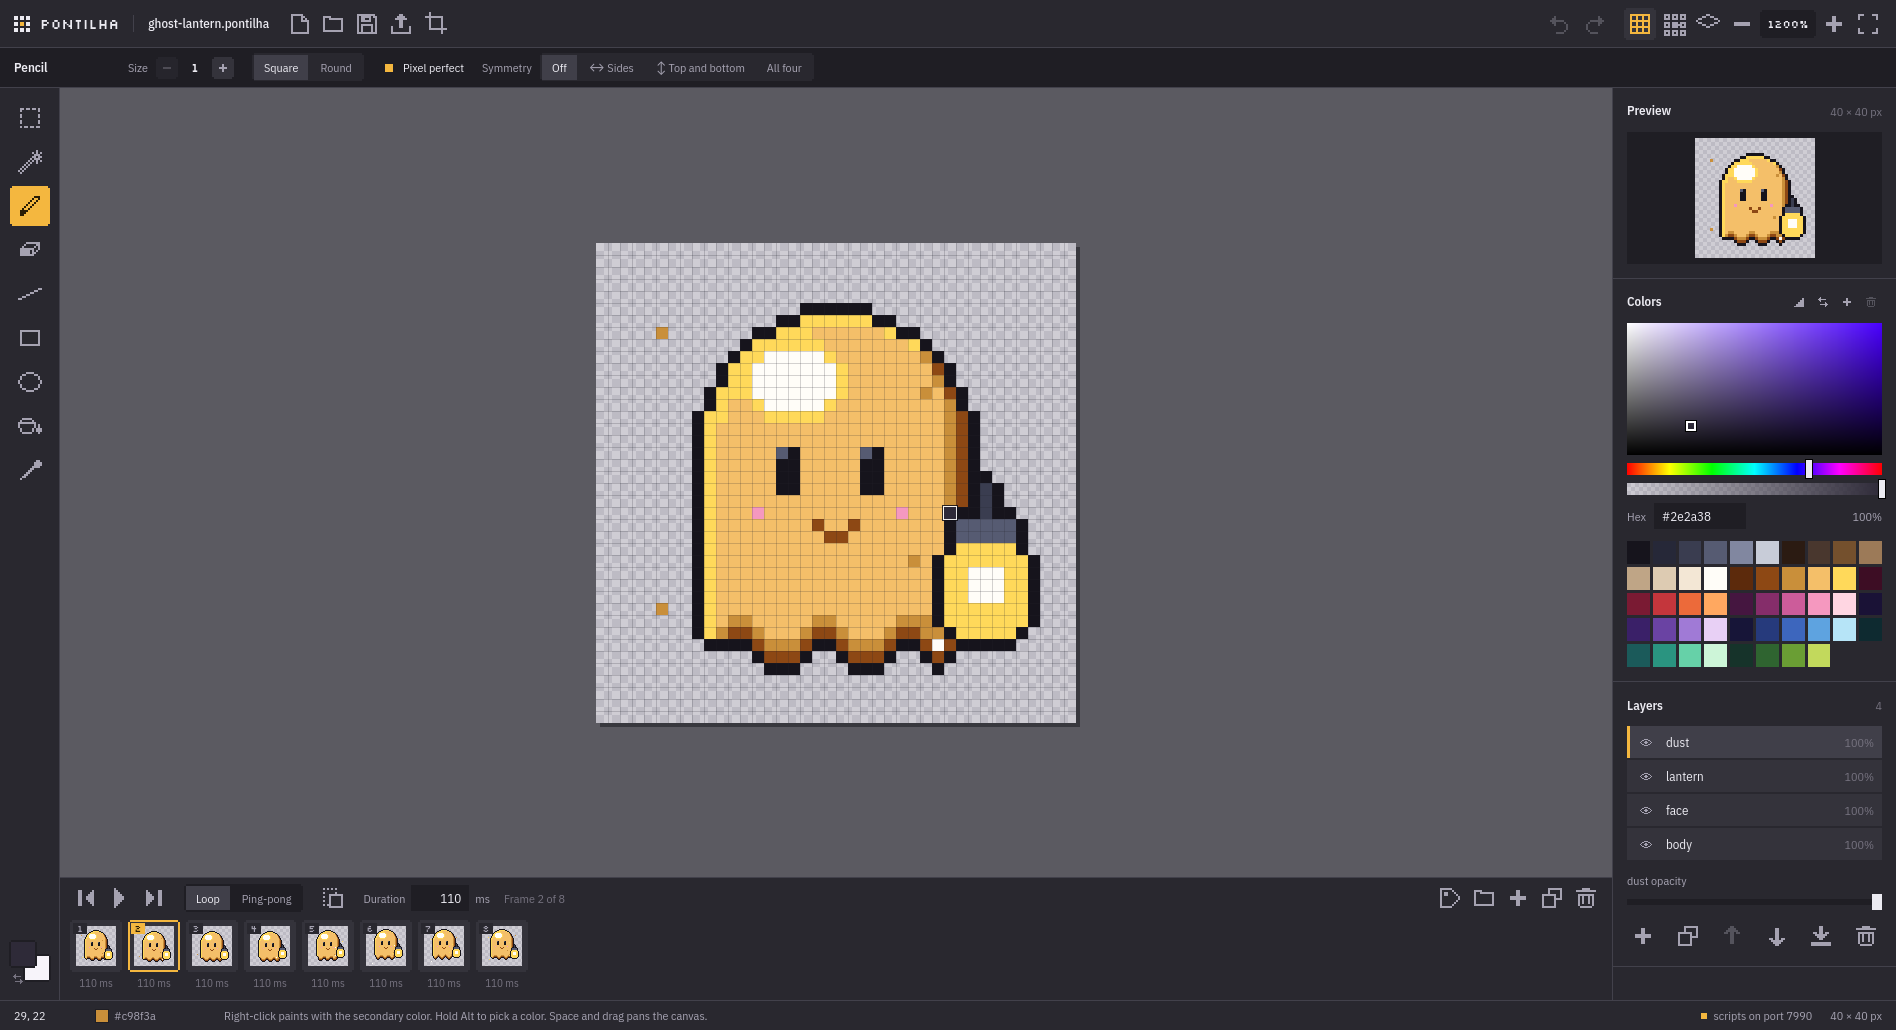 PONTILHA
ghost-lantern.pontilha
1200%
Pencil
Size
1
Square
Round
Pixel perfect
Symmetry
Off
Sides
Top and bottom
All four
Preview
40 × 40 px
Colors
Hex
#2e2a38
100%
Layers
4
dust
100%
lantern
100%
face
100%
body
100%
dust opacity
Loop
Ping-pong
Duration
110
ms
Frame 2 of 8
1
2
3
4
5
6
7
8
110 ms
110 ms
110 ms
110 ms
110 ms
110 ms
110 ms
110 ms
29, 22
#c98f3a
Right-click paints with the secondary color. Hold Alt to pick a color. Space and drag pans the canvas.
scripts on port 7990
40 × 40 px